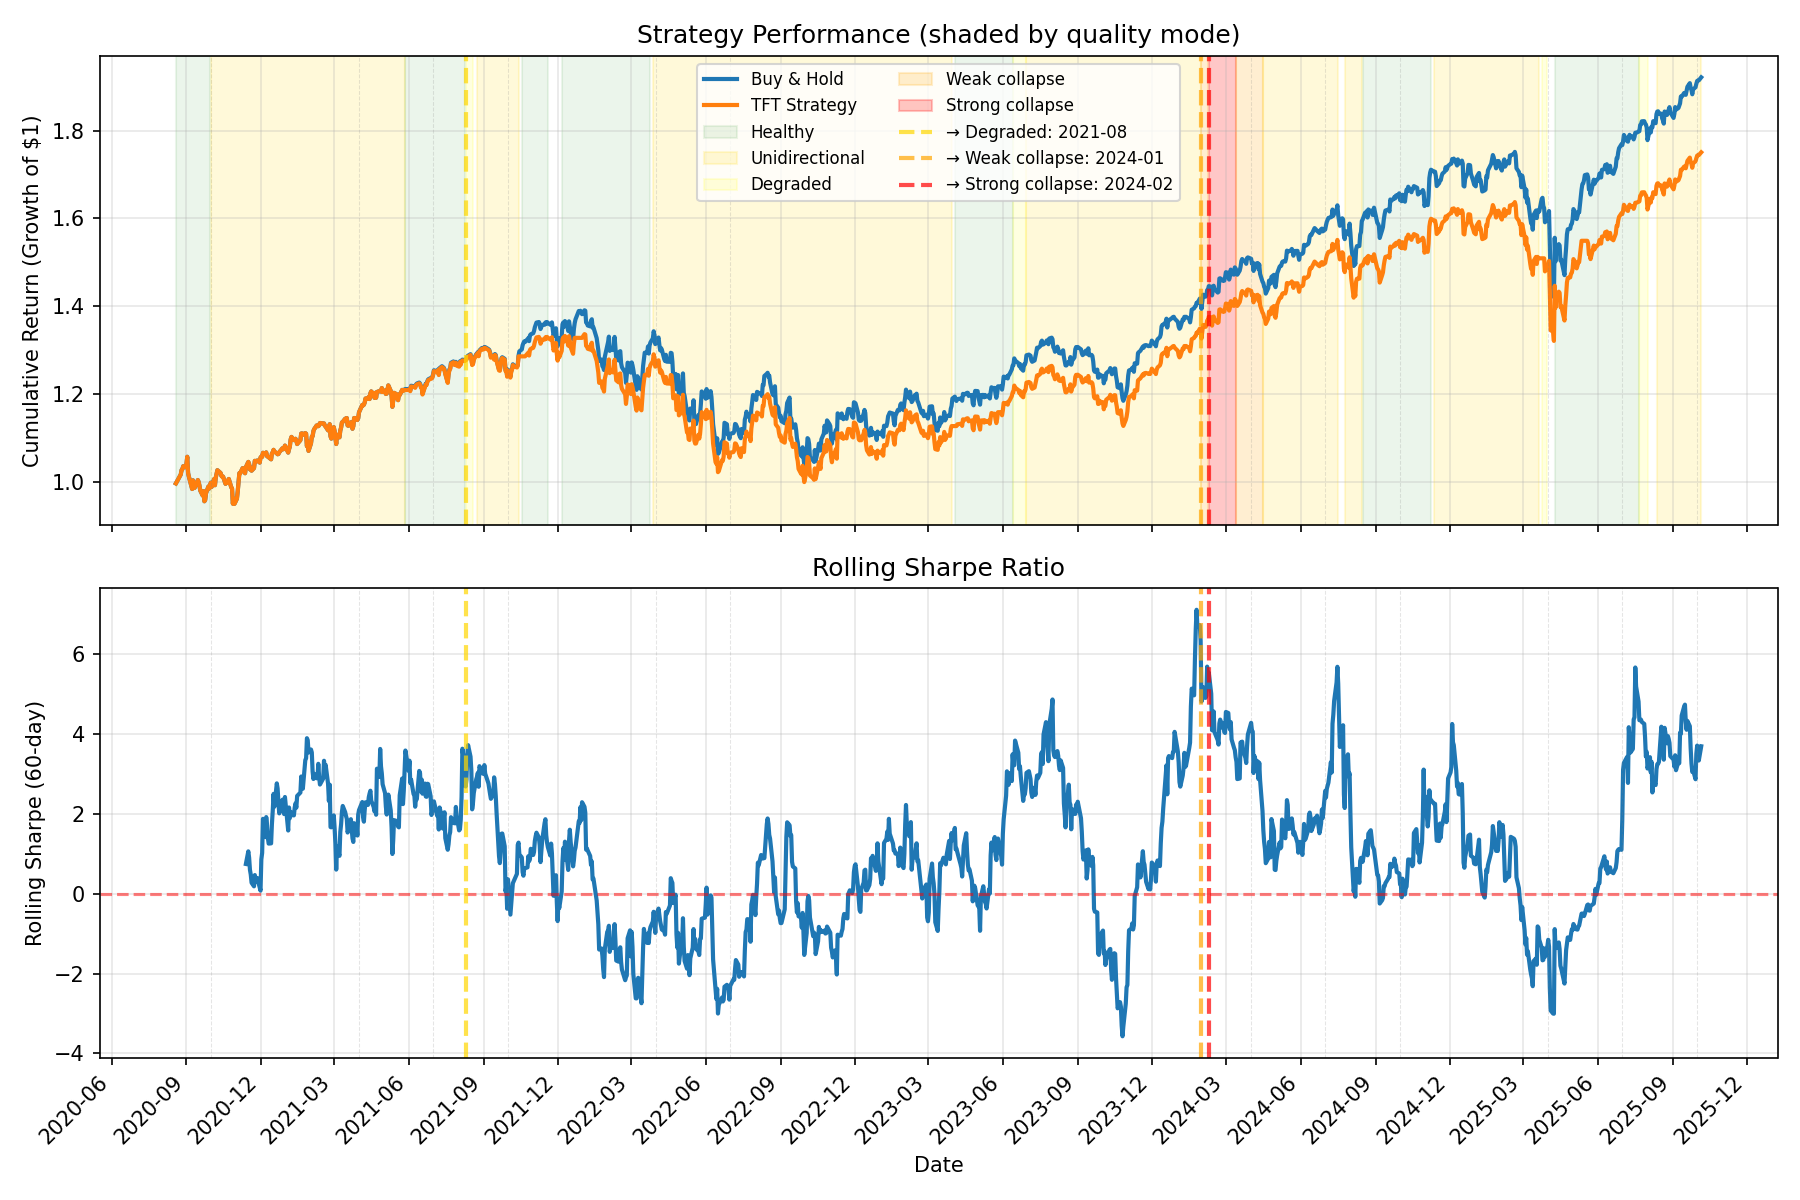 Strategy Performance (shaded by quality mode)
Cumulative Return (Growth of $1)
1.8
1.6
1.4
1.2
1.0
Buy & Hold
TFT Strategy
Healthy
Unidirectional
Degraded
Weak collapse
Strong collapse
→ Degraded: 2021-08
→ Weak collapse: 2024-01
→ Strong collapse: 2024-02
Rolling Sharpe Ratio
Rolling Sharpe (60-day)
6
4
2
0
−2
−4
2020-06
2020-09
2020-12
2021-03
2021-06
2021-09
2021-12
2022-03
2022-06
2022-09
2022-12
2023-03
2023-06
2023-09
2023-12
2024-03
2024-06
2024-09
2024-12
2025-03
2025-06
2025-09
2025-12
Date